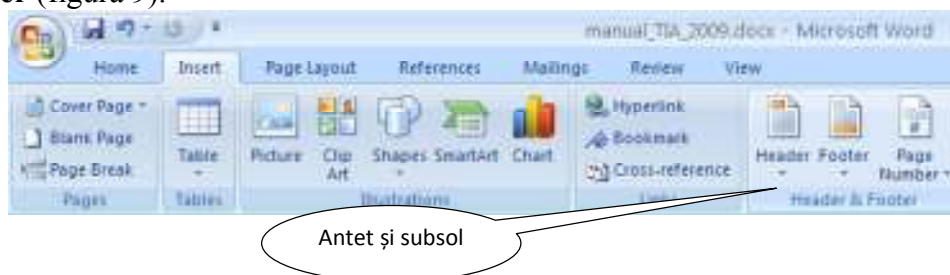 (figura 9).
manual_TIA_2009.docx - Microsoft Word
Home Insert Page Layout References Mailings Review View
Cover Page
Blank Page
Page Break
Table
Picture
Clip Art
Shapes
SmartArt
Chart
Hyperlink
Bookmark
Cross-reference
Header
Footer
Page Number
Pages Tables Illustrations Links Header & Footer
Antet și subsol